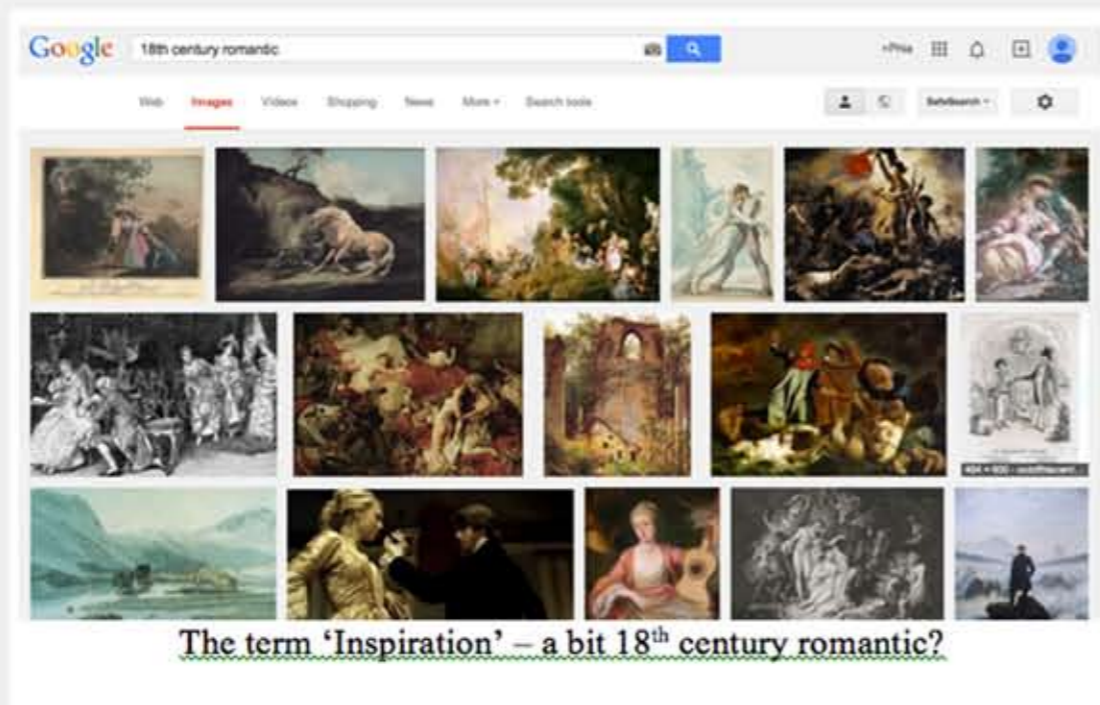 Google 18th century romantic +Phia
Web Images Videos Shopping News More Search tools SafeSearch
The term ‘Inspiration’ – a bit 18th century romantic?